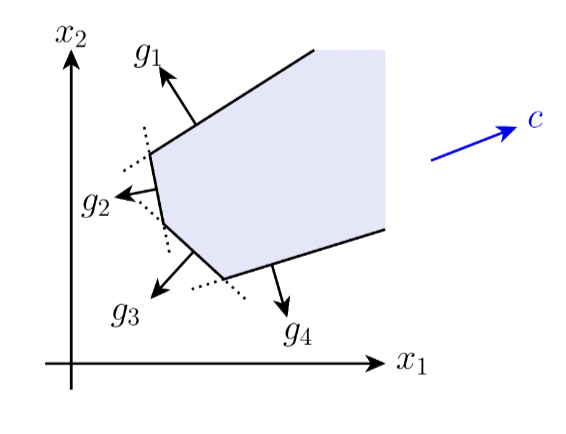 x₂
g₁
c
g₂
g₃
g₄
x₁